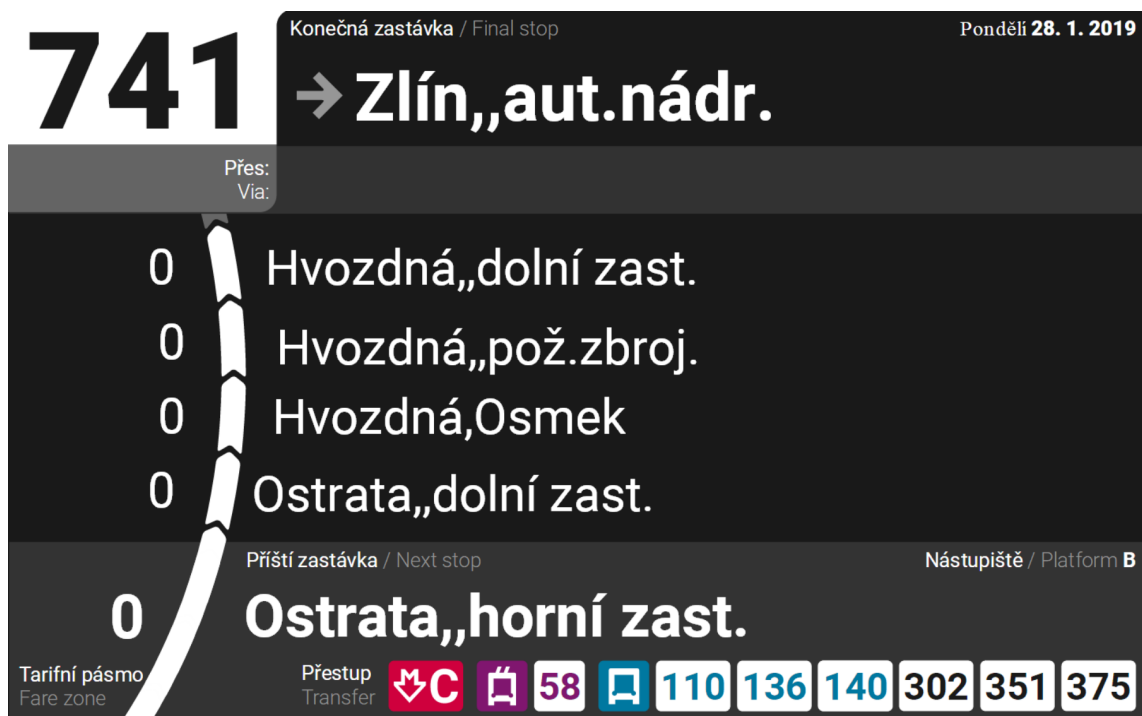 741
Konečná zastávka / Final stop
Pondělí 28. 1. 2019
Zlín,,aut.nádr.
Přes:
Via:
0 Hvozdná,,dolní zast.
0 Hvozdná,,pož.zbroj.
0 Hvozdná,Osmek
0 Ostrata,,dolní zast.
Příští zastávka / Next stop
Nástupiště / Platform B
0 Ostrata,,horní zast.
Tarifní pásmo
Fare zone
Přestup
Transfer
C 58 110 136 140 302 351 375